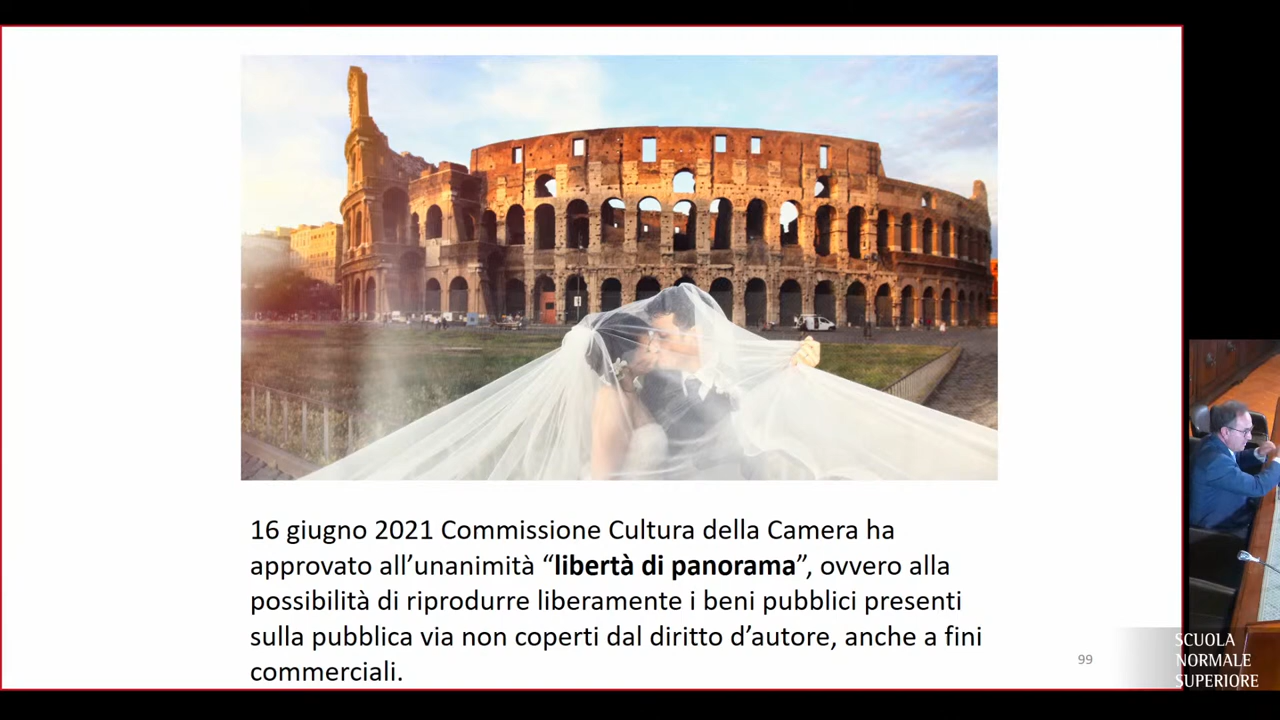 16 giugno 2021 Commissione Cultura della Camera ha
approvato all’unanimità “libertà di panorama”, ovvero alla
possibilità di riprodurre liberamente i beni pubblici presenti
sulla pubblica via non coperti dal diritto d’autore, anche a fini
commerciali.
99
SCUOLA
NORMALE
SUPERIORE